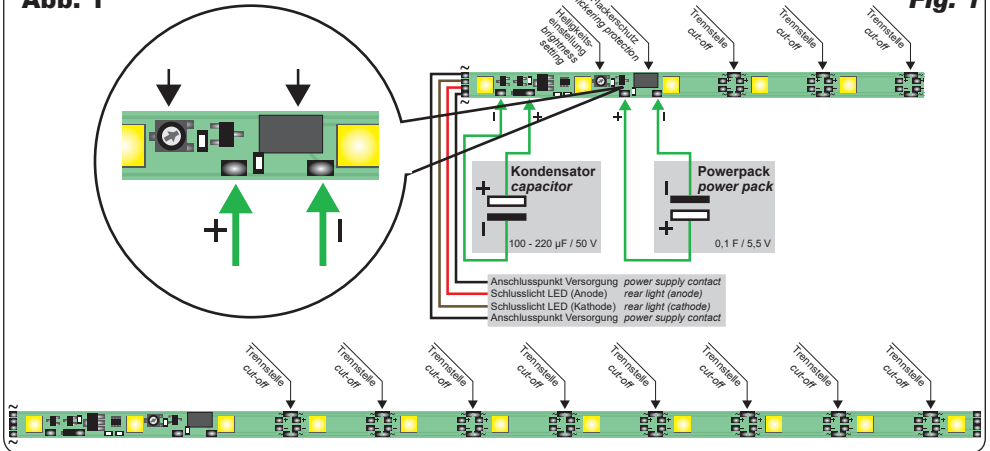 Abb. 1
Fig. 1
Helligkeits-
einstellung
brightness
setting
Flackerschutz
flickering protection
Trennstelle
cut-off
Trennstelle
cut-off
Trennstelle
cut-off
~
~
- + + -
+ -
Kondensator
capacitor
+
-
100 - 220 µF / 50 V
Powerpack
power pack
-
+
0,1 F / 5,5 V
Anschlusspunkt Versorgung power supply contact
Schlusslicht LED (Anode) rear light (anode)
Schlusslicht LED (Kathode) rear light (cathode)
Anschlusspunkt Versorgung power supply contact
Trennstelle
cut-off
Trennstelle
cut-off
Trennstelle
cut-off
Trennstelle
cut-off
Trennstelle
cut-off
Trennstelle
cut-off
Trennstelle
cut-off
Trennstelle
cut-off
~
~